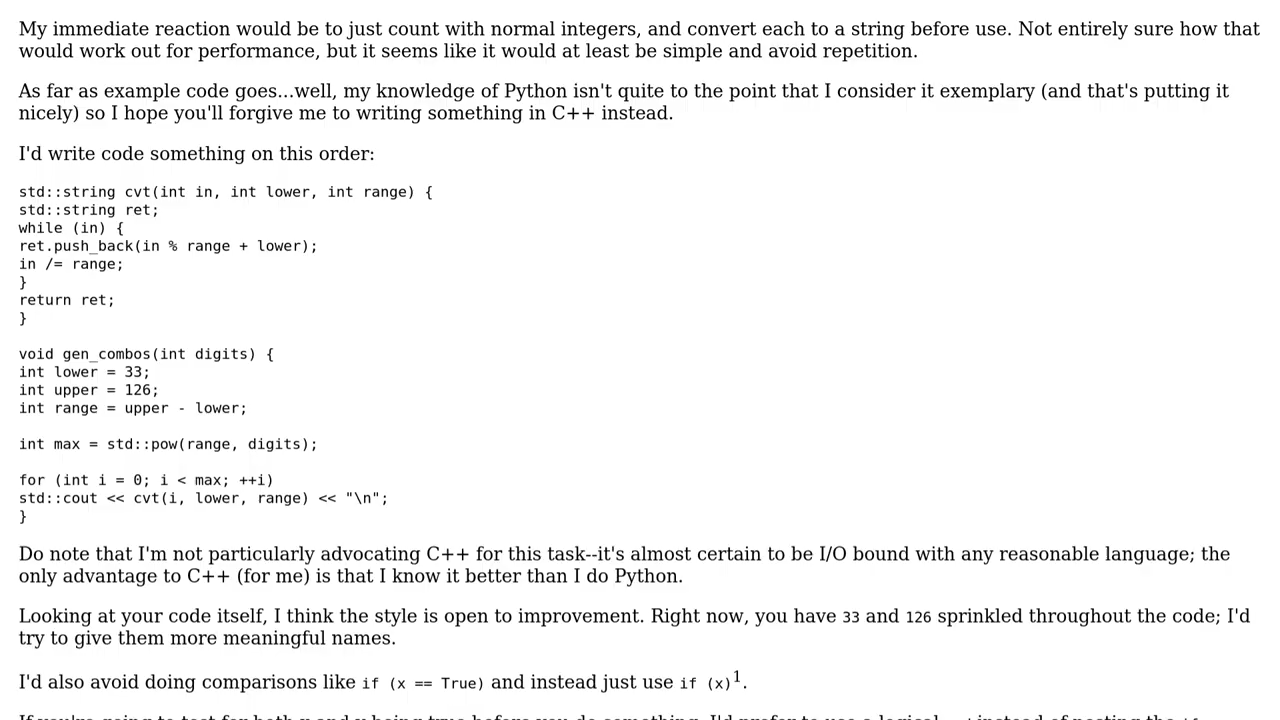 My immediate reaction would be to just count with normal integers, and convert each to a string before use. Not entirely sure how that
would work out for performance, but it seems like it would at least be simple and avoid repetition.
As far as example code goes...well, my knowledge of Python isn't quite to the point that I consider it exemplary (and that's putting it
nicely) so I hope you'll forgive me to writing something in C++ instead.
I'd write code something on this order:
std::string cvt(int in, int lower, int range) {
std::string ret;
while (in) {
ret.push_back(in % range + lower);
in /= range;
}
return ret;
}
void gen_combos(int digits) {
int lower = 33;
int upper = 126;
int range = upper - lower;
int max = std::pow(range, digits);
for (int i = 0; i < max; ++i)
std::cout << cvt(i, lower, range) << "\n";
}
Do note that I'm not particularly advocating C++ for this task--it's almost certain to be I/O bound with any reasonable language; the
only advantage to C++ (for me) is that I know it better than I do Python.
Looking at your code itself, I think the style is open to improvement. Right now, you have 33 and 126 sprinkled throughout the code; I'd
try to give them more meaningful names.
I'd also avoid doing comparisons like if (x == True) and instead just use if (x)1.